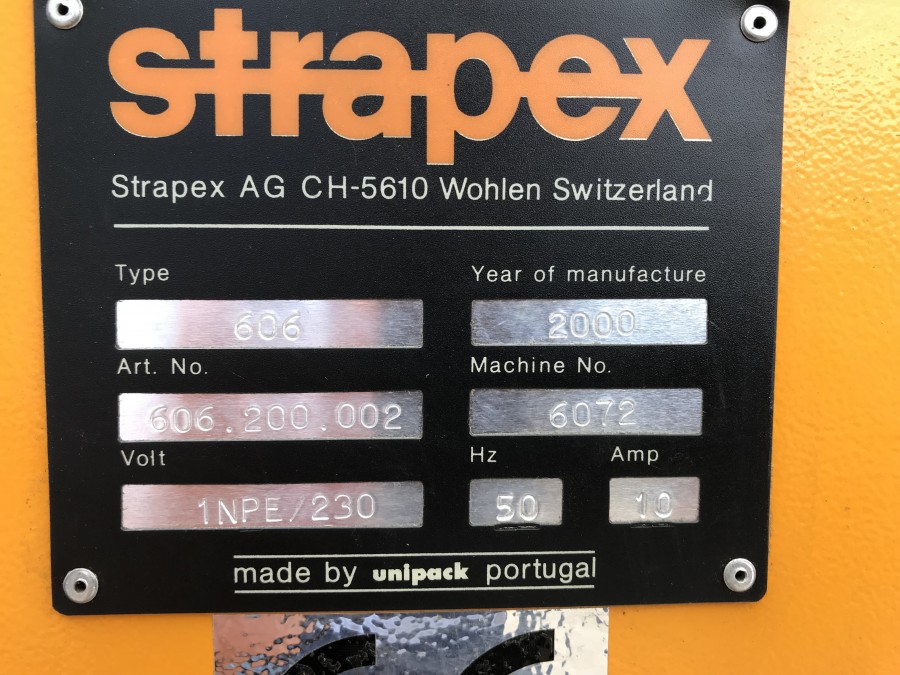 strapex
Strapex AG CH-5610 Wohlen Switzerland
Type Year of manufacture
606 2000
Art. No. Machine No.
606.200.002 6072
Volt Hz Amp
1NPE/230 50 10
made by unipack portugal